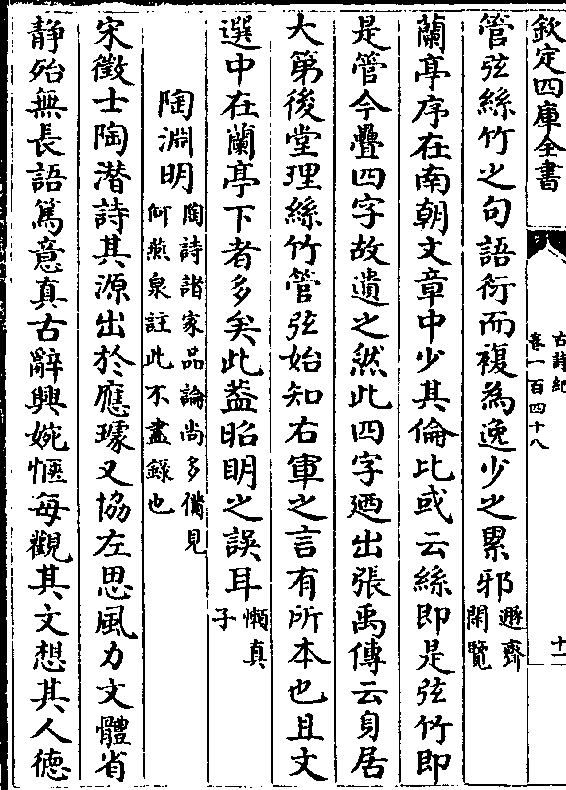 欽定四庫全書
古詩紀
卷一百四十八
十一
管弦絲竹之句語衍而複為逸少之累邪
遯齋
閑覽
蘭亭序在南朝文章中少其倫比或云絲即是弦竹即
是管今疊四字故遺之然此四字廼出張禹傳云身居
大第後堂理絲竹管弦始知右軍之言有所本也且文
選中在蘭亭下者多矣此葢昭明之誤耳
懶真
子
陶淵明
陶詩諸家品論尚多備見
何燕泉註此不盡録也
宋徵士陶潜詩其源出於應璩又協左思風力文體省
靜殆無長語篤意真古辭興婉愜每觀其文想其人徳